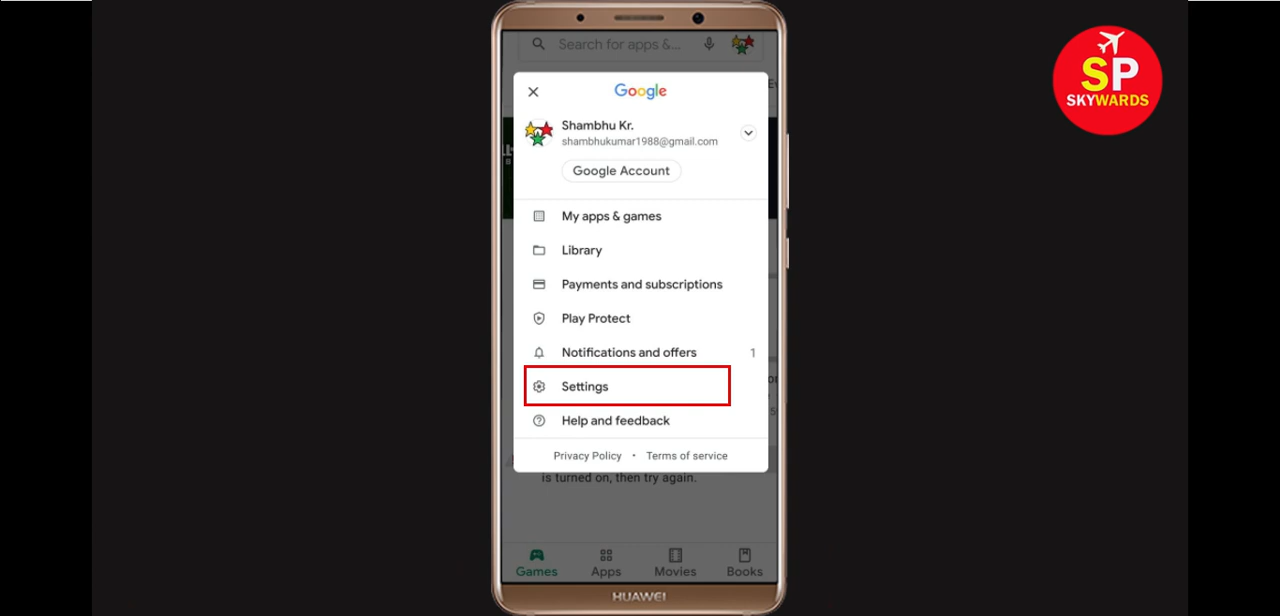 Search for apps &...
SP
SKYWARDS
Google
Shambhu Kr.
shambhukumar1988@gmail.com
Google Account
My apps & games
Library
Payments and subscriptions
Play Protect
Notifications and offers 1
Settings
Help and feedback
Privacy Policy • Terms of service
is turned on, then try again.
Games Apps Movies Books
HUAWEI